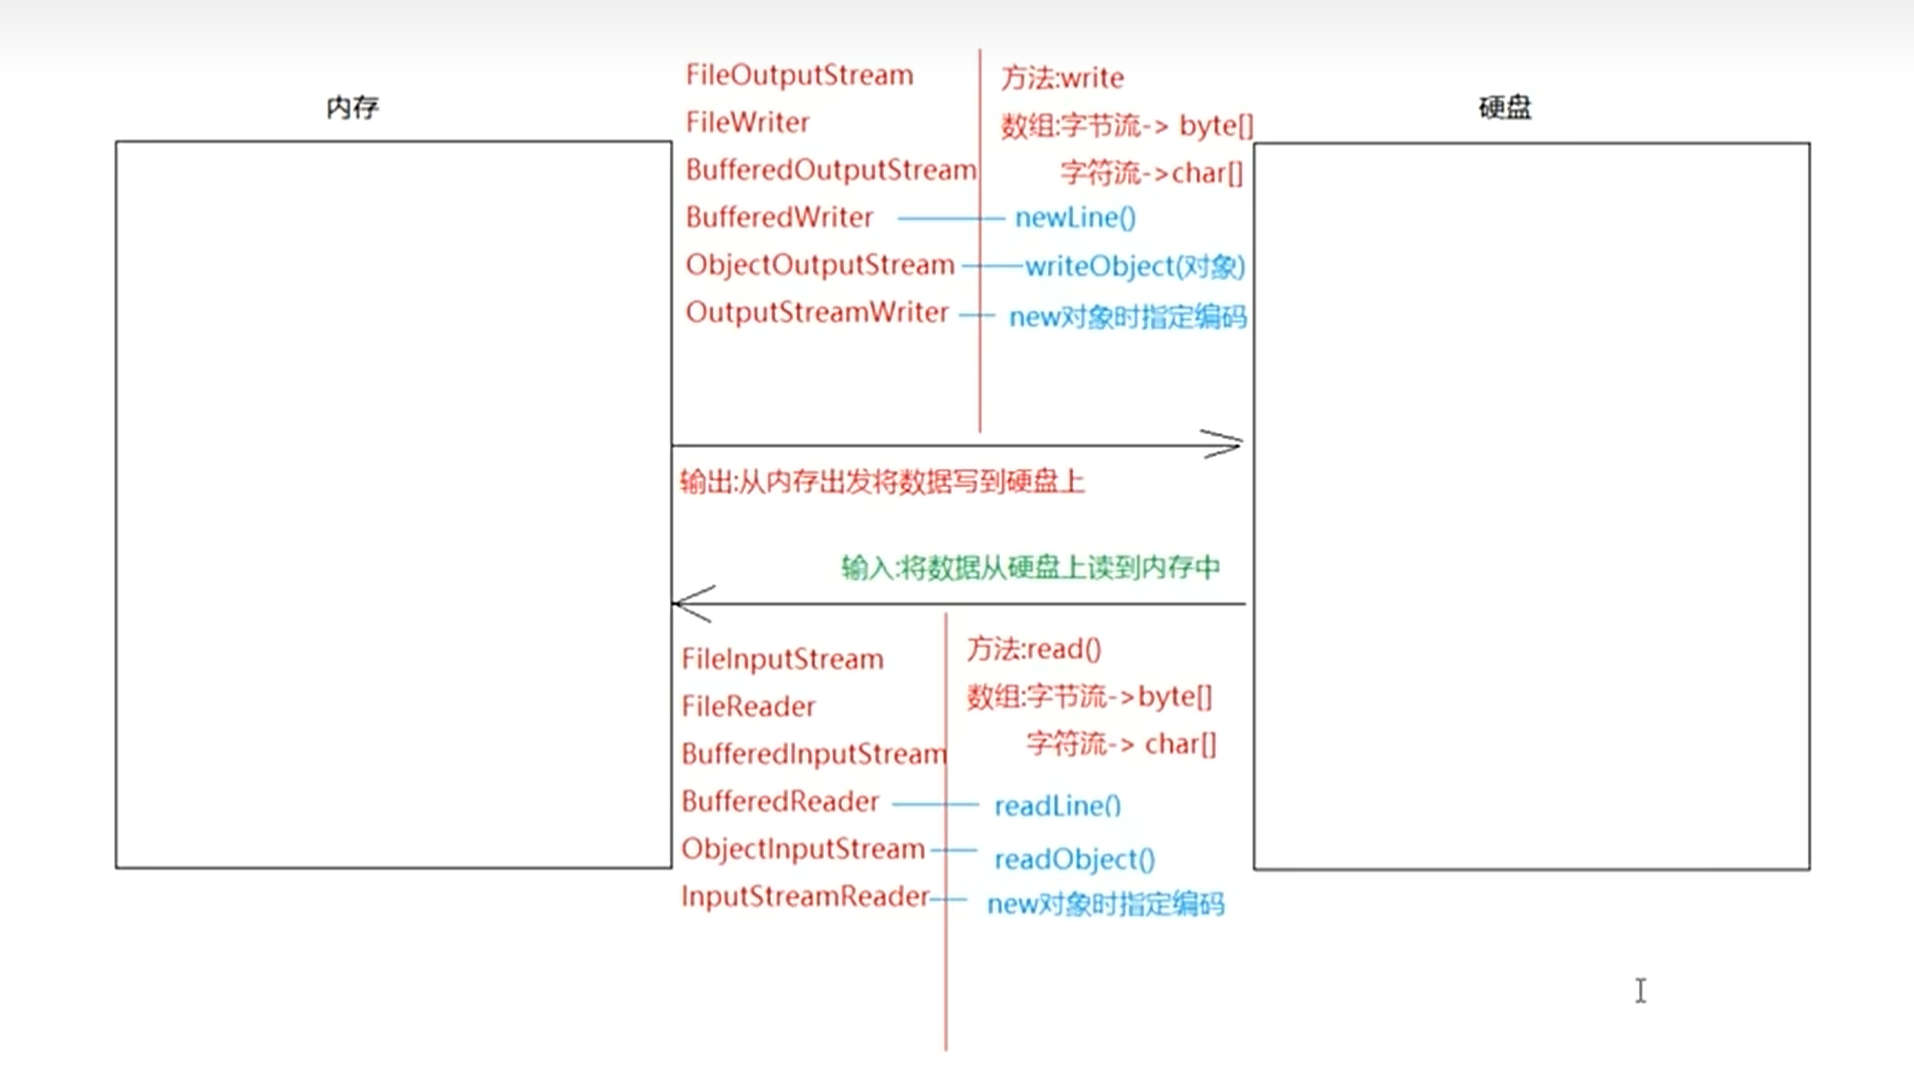 内存
硬盘
FileOutputStream
FileWriter
BufferedOutputStream
BufferedWriter
ObjectOutputStream
OutputStreamWriter
方法:write
数组:字节流-> byte[]
字符流->char[]
newLine()
writeObject(对象)
new对象时指定编码
输出:从内存出发将数据写到硬盘上
输入:将数据从硬盘上读到内存中
FileInputStream
FileReader
BufferedInputStream
BufferedReader
ObjectInputStream
InputStreamReader
方法:read()
数组:字节流->byte[]
字符流-> char[]
readLine()
readObject()
new对象时指定编码